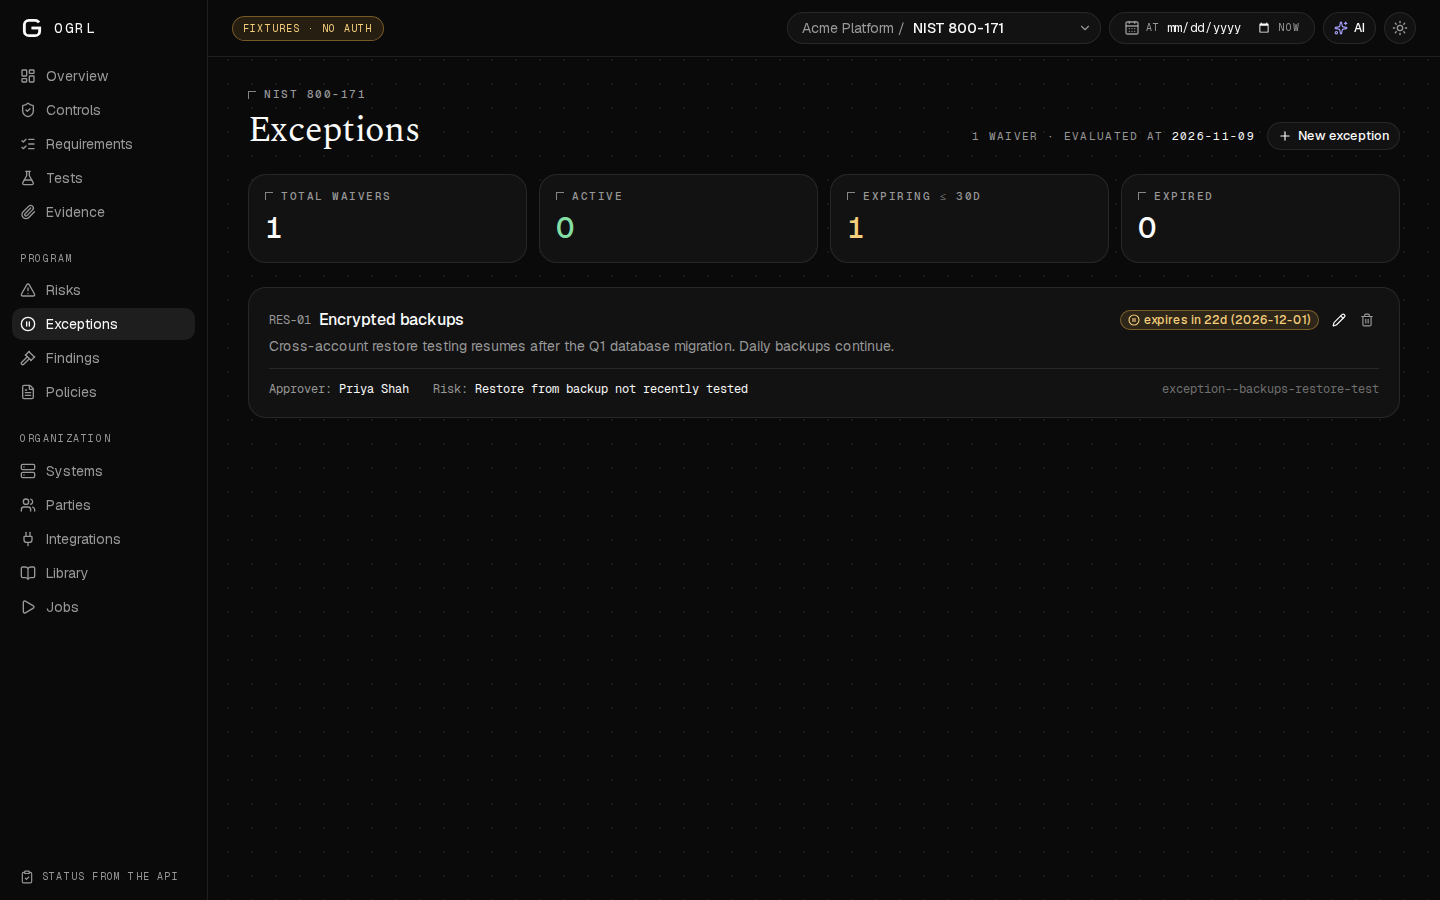 OGRL
FIXTURES · NO AUTH
Acme Platform / NIST 800-171
AT mm/dd/yyyy NOW
AI
Overview
Controls
Requirements
Tests
Evidence
PROGRAM
Risks
Exceptions
Findings
Policies
ORGANIZATION
Systems
Parties
Integrations
Library
Jobs
STATUS FROM THE API
NIST 800-171
Exceptions
1 WAIVER · EVALUATED AT 2026-11-09
New exception
TOTAL WAIVERS
1
ACTIVE
0
EXPIRING ≤ 30D
1
EXPIRED
0
RES-01 Encrypted backups
expires in 22d (2026-12-01)
Cross-account restore testing resumes after the Q1 database migration. Daily backups continue.
Approver: Priya Shah Risk: Restore from backup not recently tested
exception--backups-restore-test